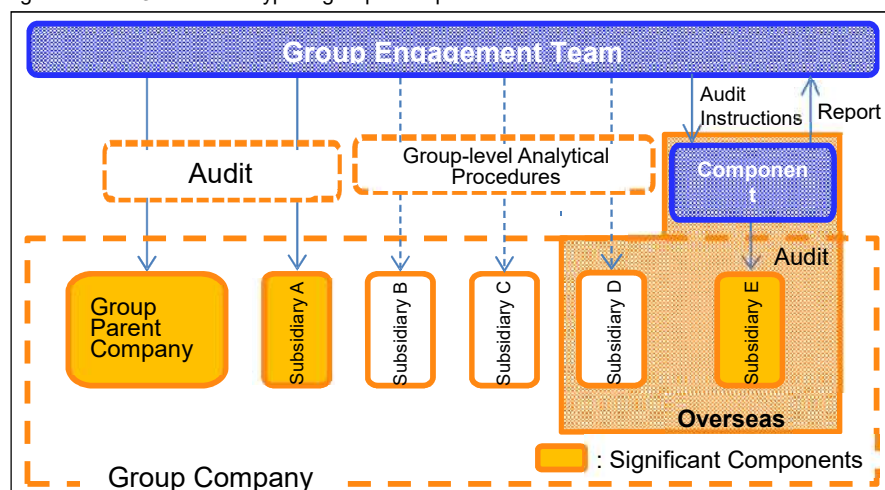 Group Engagement Team
Audit
Instructions
Report
Audit
Group-level Analytical
Procedures
Componen
t
Audit
Group
Parent
Company
Subsidiary A
Subsidiary B
Subsidiary C
Subsidiary D
Subsidiary E
Overseas
: Significant Components
Group Company